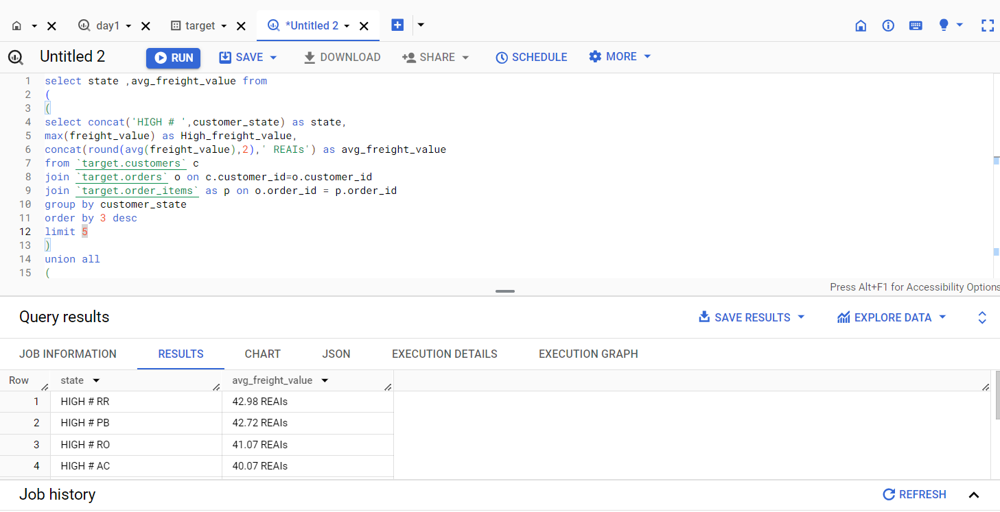 day1
target
*Untitled 2
Untitled 2
RUN
SAVE
DOWNLOAD
SHARE
SCHEDULE
MORE
1 select state ,avg_freight_value from
2 (
3 (
4 select concat('HIGH # ',customer_state) as state,
5 max(freight_value) as High_freight_value,
6 concat(round(avg(freight_value),2),' REAIs') as avg_freight_value
7 from `target.customers` c
8 join `target.orders` o on c.customer_id=o.customer_id
9 join `target.order_items` as p on o.order_id = p.order_id
10 group by customer_state
11 order by 3 desc
12 limit 5
13 )
14 union all
15 (
Press Alt+F1 for Accessibility Options
Query results
SAVE RESULTS
EXPLORE DATA
JOB INFORMATION
RESULTS
CHART
JSON
EXECUTION DETAILS
EXECUTION GRAPH
Row state avg_freight_value
1 HIGH # RR 42.98 REAIs
2 HIGH # PB 42.72 REAIs
3 HIGH # RO 41.07 REAIs
4 HIGH # AC 40.07 REAIs
Job history
REFRESH